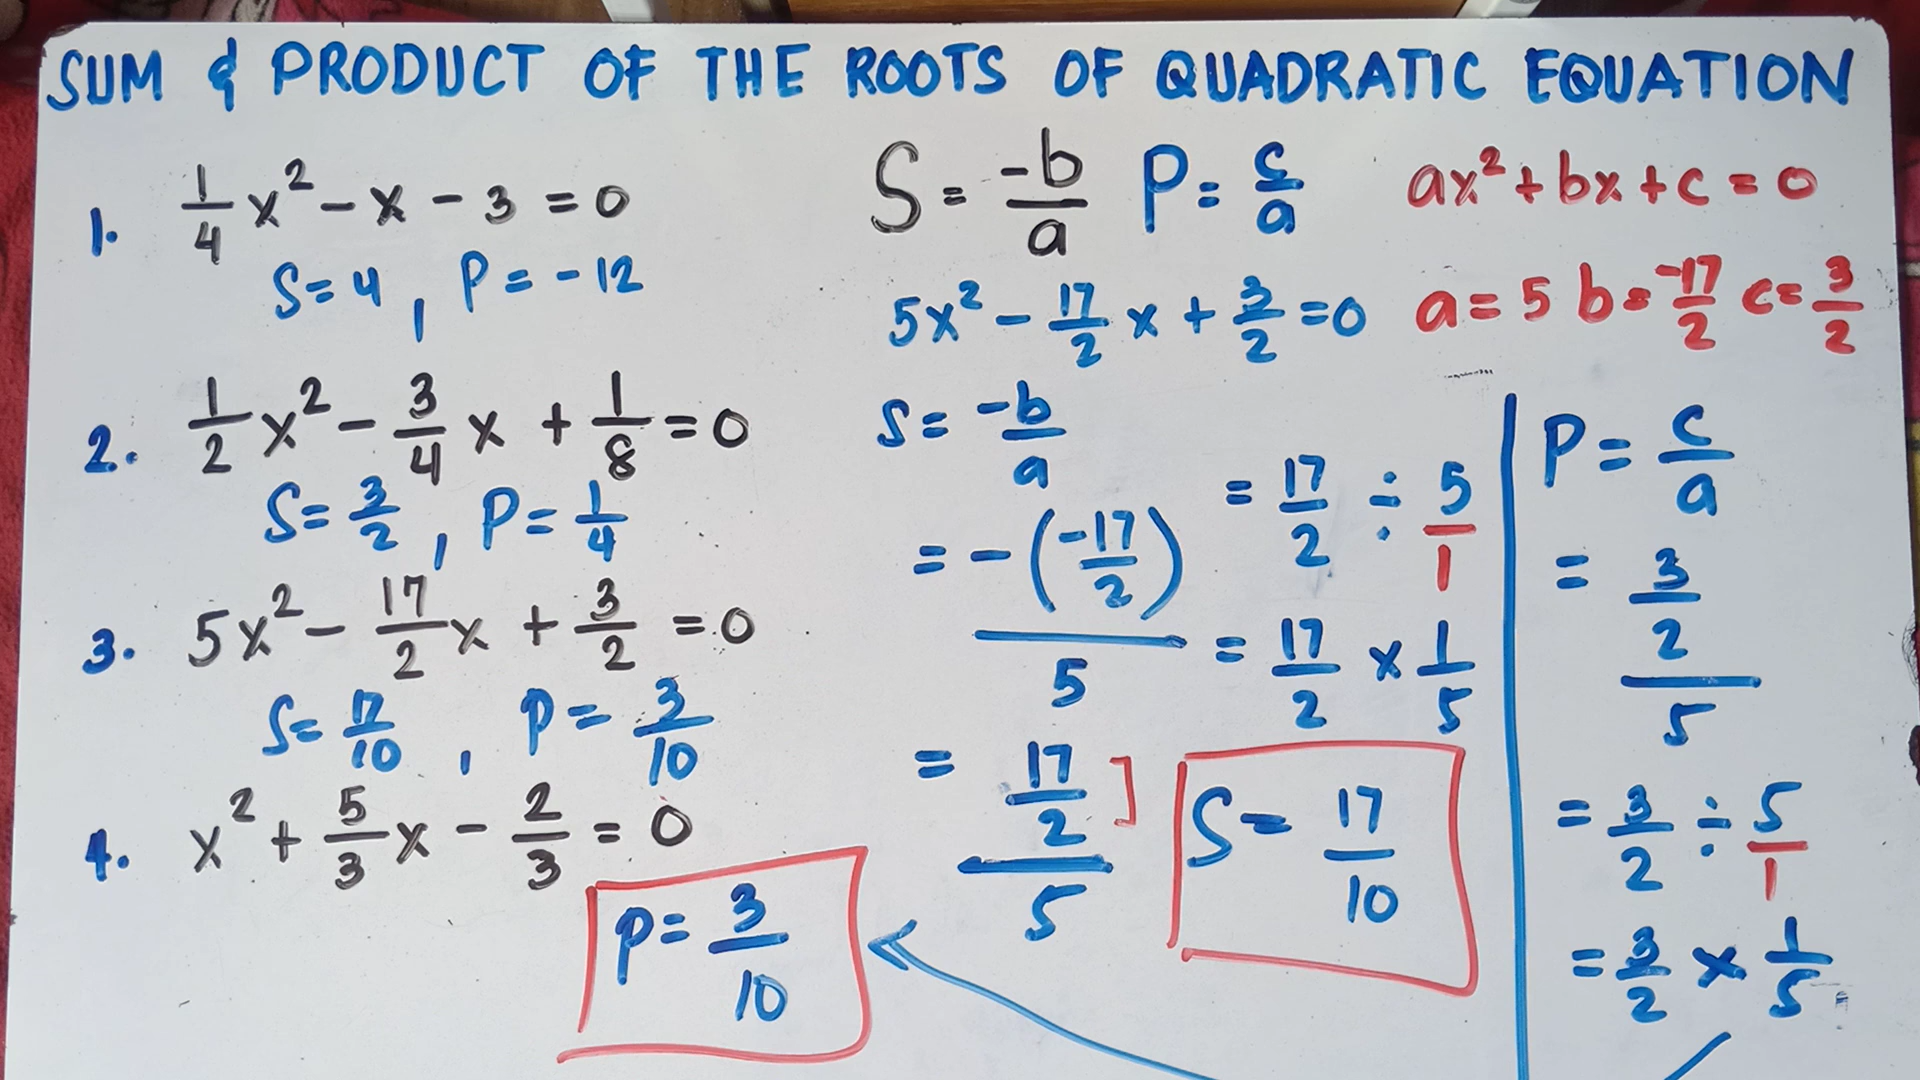 SUM & PRODUCT OF THE ROOTS OF QUADRATIC EQUATION
1. 1/4 x² - x - 3 = 0
S = 4, P = -12
2. 1/2 x² - 3/4 x + 1/8 = 0
S = 3/2, P = 1/4
3. 5x² - 17/2 x + 3/2 = 0
S = 17/10, P = 3/10
4. x² + 5/3 x - 2/3 = 0
P = 3/10
S = -b/a P = c/a ax² + bx + c = 0
5x² - 17/2 x + 3/2 = 0 a = 5 b = -17/2 c = 3/2
S = -b/a
= -(-17/2)/5
= 17/2/5
= 17/2 ÷ 5/1
= 17/2 x 1/5
S = 17/10
P = c/a
= 3/2/5
= 3/2 ÷ 5/1
= 3/2 x 1/5